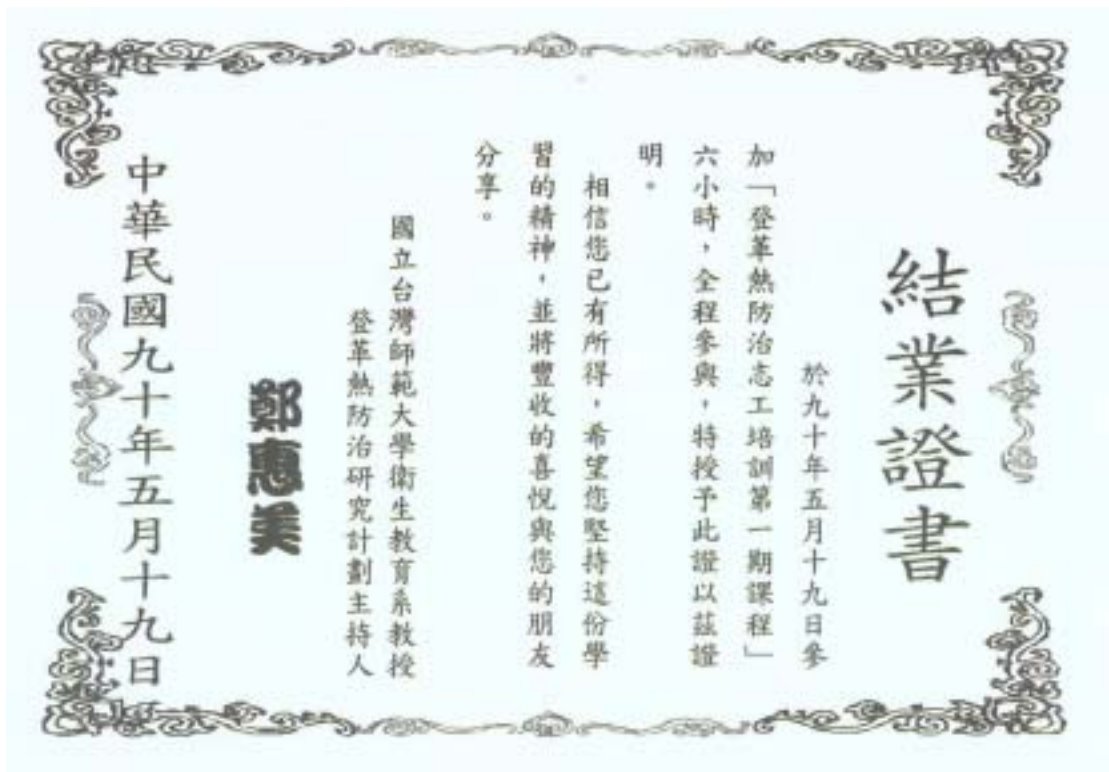 結業證書
於九十年五月十九日參
加「登革熱防治志工培訓第一期課程」
六小時，全程參與，特授予此證以茲證
明。
相信您已有所得，希望您堅持這份學
習的精神，並將豐收的喜悅與您的朋友
分享。
國立台灣師範大學衛生教育系教授
登革熱防治研究計劃主持人
鄭惠美
中華民國九十年五月十九日